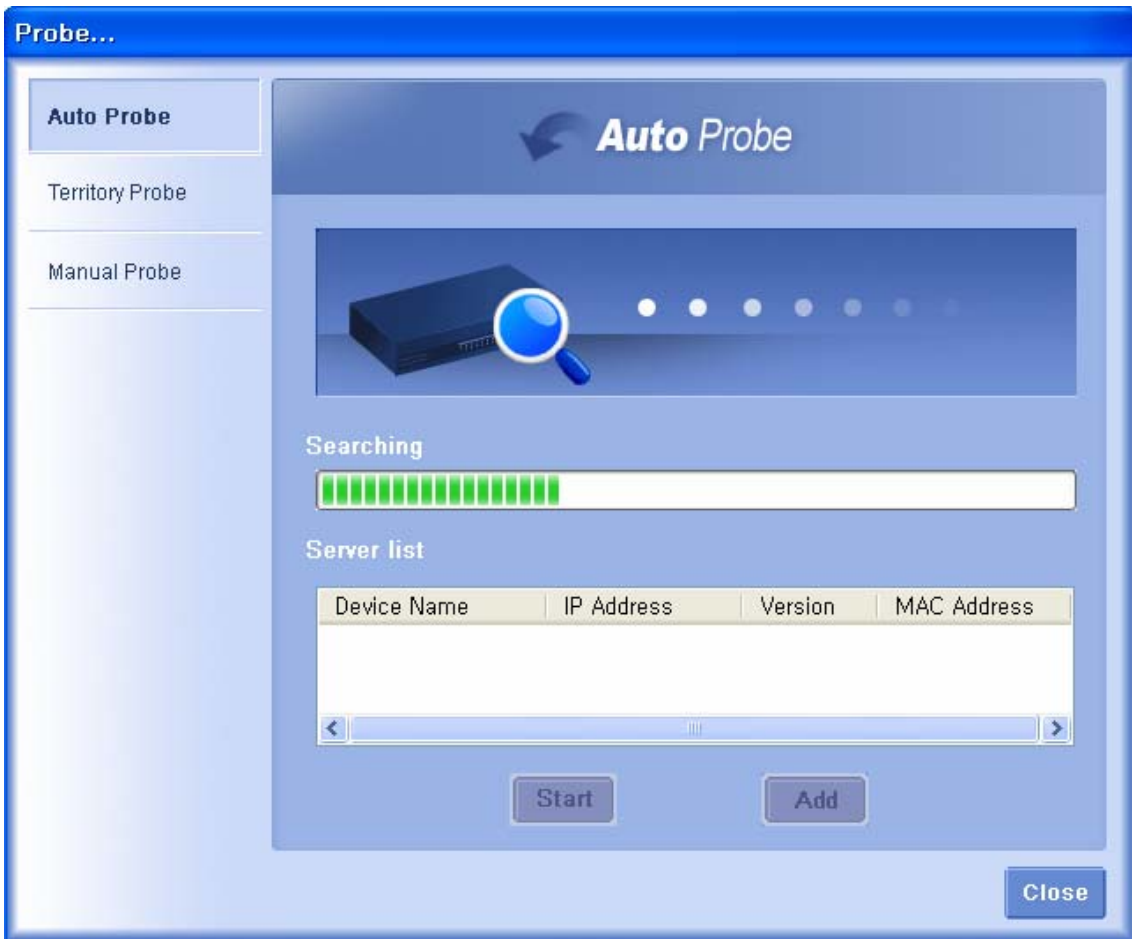 Probe...
Auto Probe
Territory Probe
Manual Probe
Auto Probe
Searching
Server list
Device Name IP Address Version MAC Address
Start Add
Close